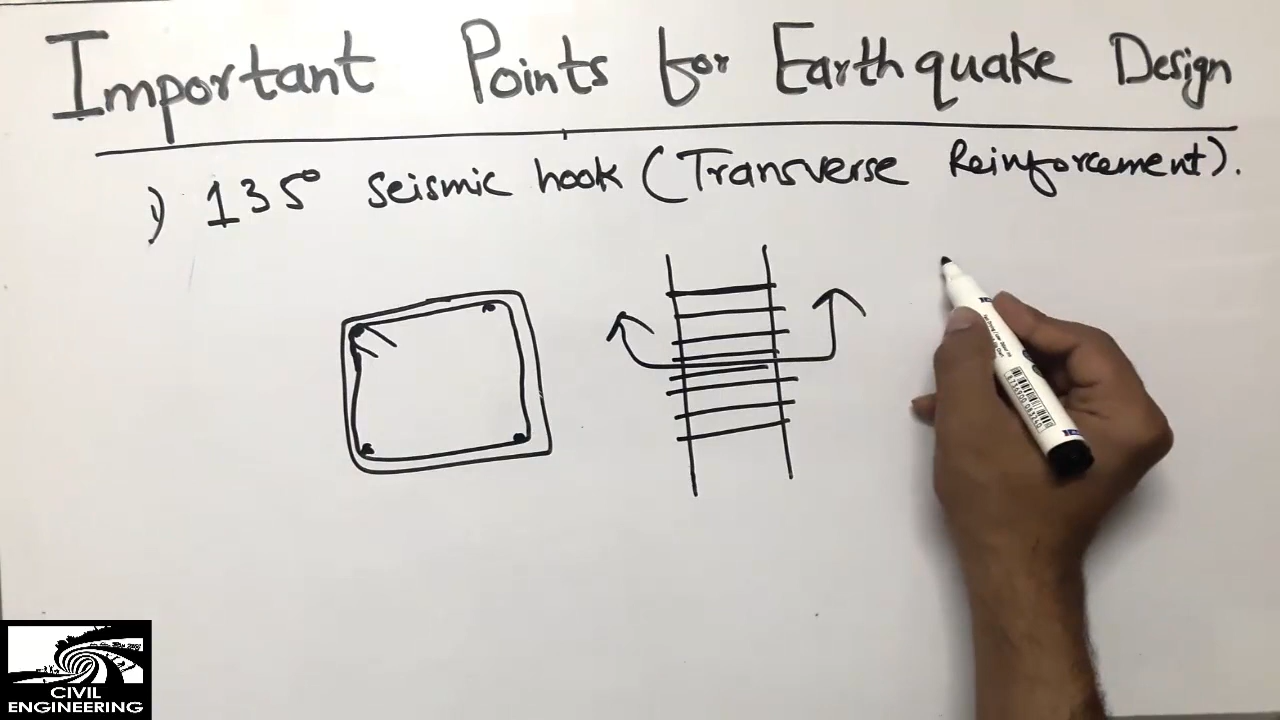 Important Points for Earthquake Design
1) 135° seismic hook (Transverse Reinforcement).
CIVIL
ENGINEERING